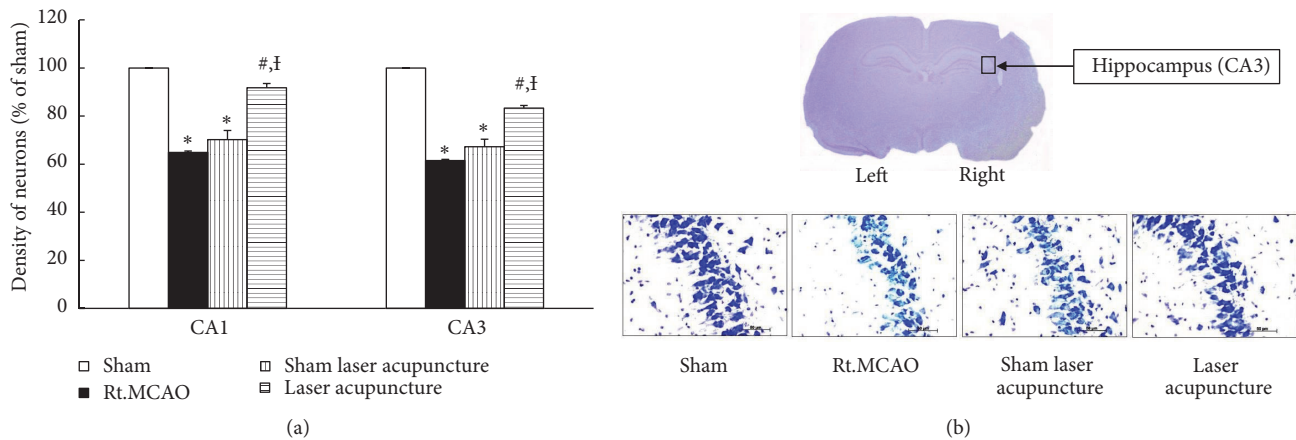 120
100
80
60
40
20
0
Density of neurons (% of sham)
#,Ɨ
*
*
#,Ɨ
*
*
CA1
CA3
Sham
Rt.MCAO
Sham laser acupuncture
Laser acupuncture
(a)
Hippocampus (CA3)
Left
Right
Sham
Rt.MCAO
Sham laser
acupuncture
Laser
acupuncture
(b)